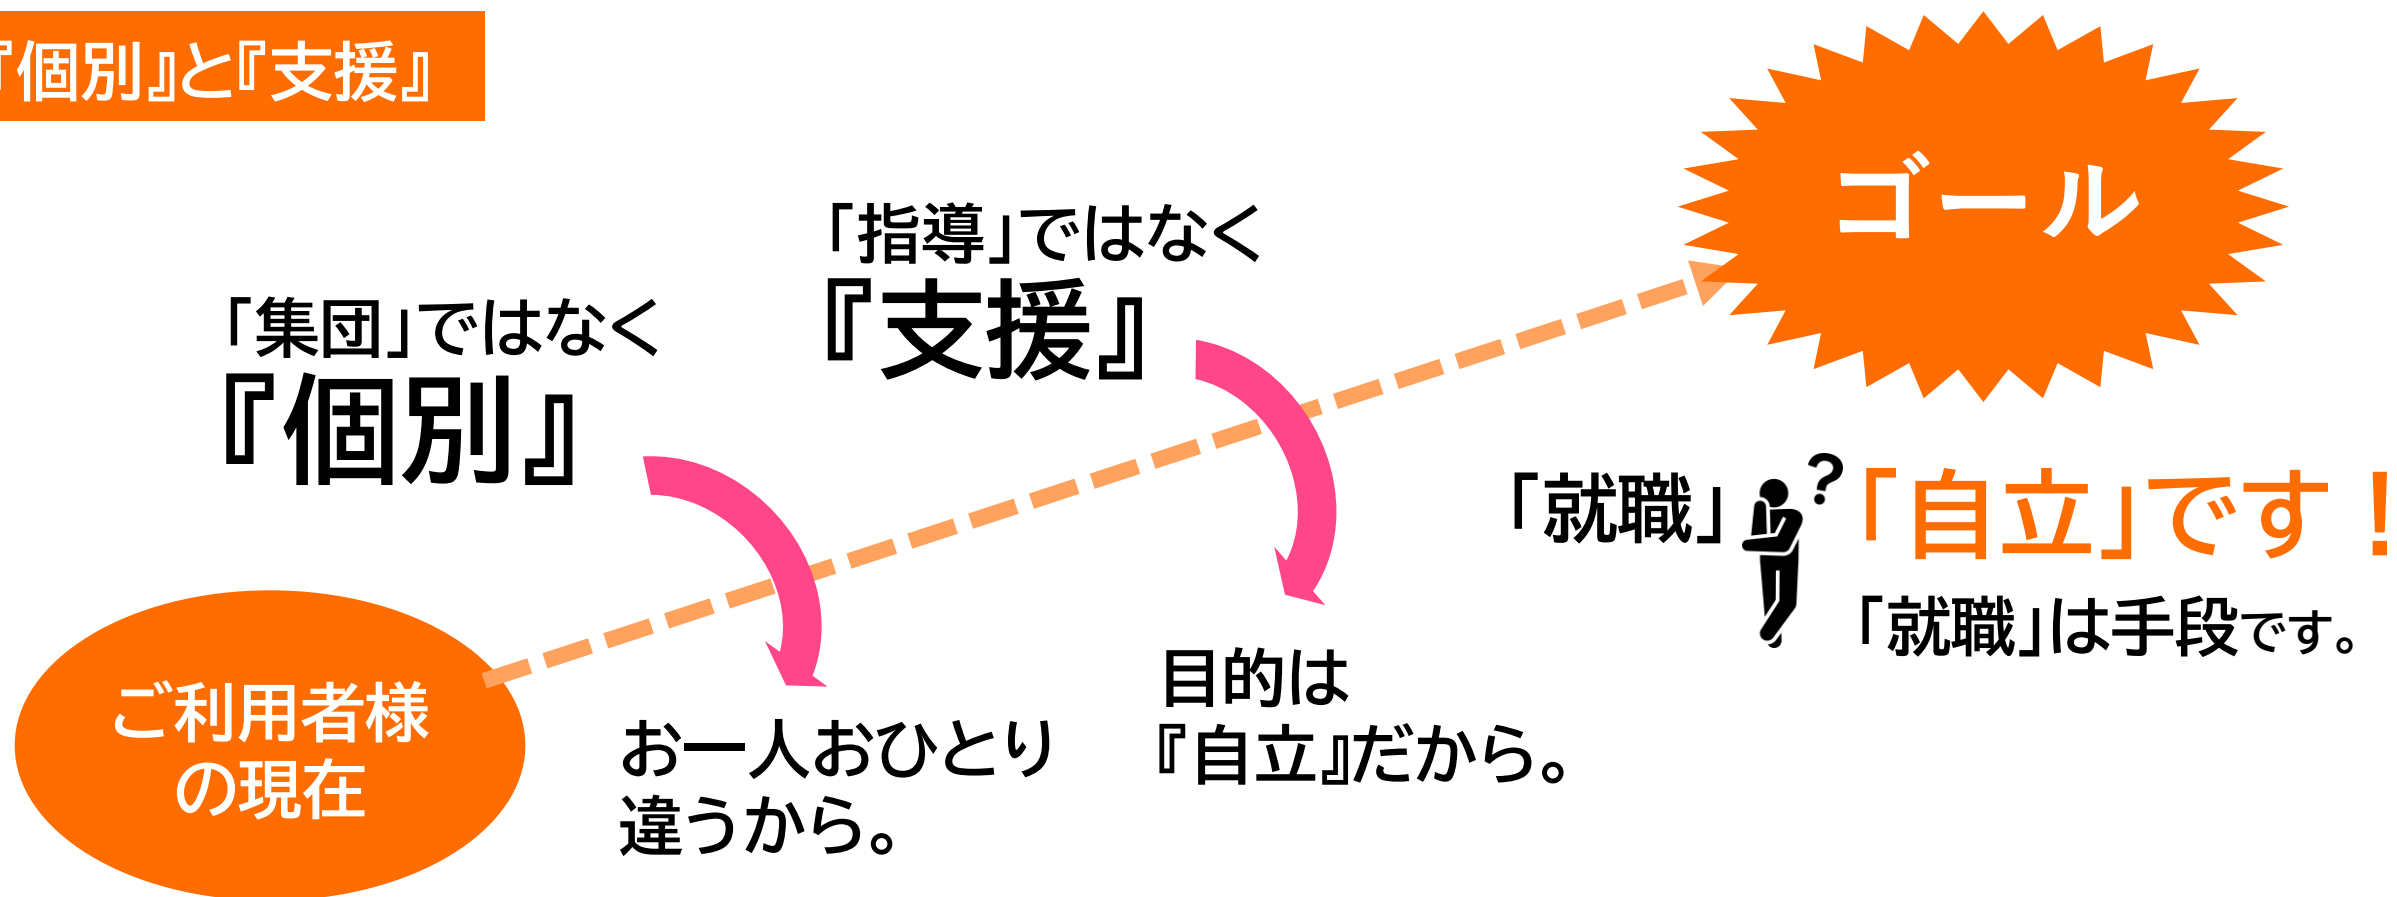 『個別』と『支援』
ゴール
「指導」ではなく
『支援』
「集団」ではなく
『個別』
「就職」
?
「自立」です!
「就職」は手段です。
目的は
『自立』だから。
ご利用者様
の現在
お一人おひとり
違うから。